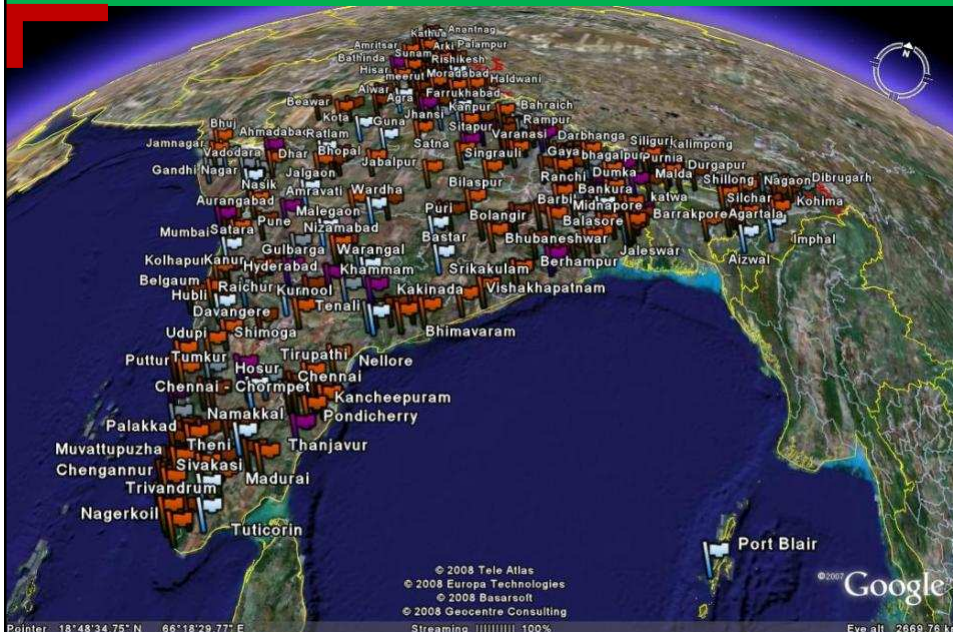 Anantnag
Kathua
Amritsar Arki Palampur
Bathinda Sunam Rishikesh
Hisar meerut Moradabad Haldwani
Alwar Farrukhabad
Beawar Agra Kanpur Bahraich
Kota Guna Jhansi Rampur
Bhuj Sitapur
Jamnagar Ahmadabad Ratlam Satna Varanasi Darbhanga Siliguri Kalimpong
Vadodara Dhar Bhopal Jabalpur Singrauli Gaya bhagalpur Purnia Durgapur
Gandhi Nagar Jalgaon Ranchi Dumka Malda Shillong Nagaon Dibrugarh
Nasik Amravati Wardha Bilaspur Bankura katwa Silchar Kohima
Aurangabad Malegaon Puri Bolangir Midnapore Barrakpore Agartala
Mumbai Satara Pune Nizamabad Bastar Balasore Imphal
Gulbarga Warangal Bhubaneshwar Jaleswar Aizwal
Kolhapur Kanur Hyderabad Khammam Srikakulam Berhampur
Belgaum Raichur Kurnool Kakinada Vishakhapatnam
Hubli Tenali
Davangere Bhimavaram
Udupi Shimoga
Puttur Tumkur Tirupathi Nellore
Hosur Chennai
Chennai - Chormpet Kancheepuram
Namakkal Pondicherry
Palakkad
Muvattupuzha Theni Thanjavur
Chengannur Sivakasi
Trivandrum Madurai
Nagerkoil
Tuticorin
Port Blair
N
© 2008 Tele Atlas
© 2008 Europa Technologies
© 2008 Basarsoft
© 2008 Geocentre Consulting
©2007 Google
Pointer 18°48'34.75" N 66°18'29.77" E Streaming 100% Eye alt 2669.76 km